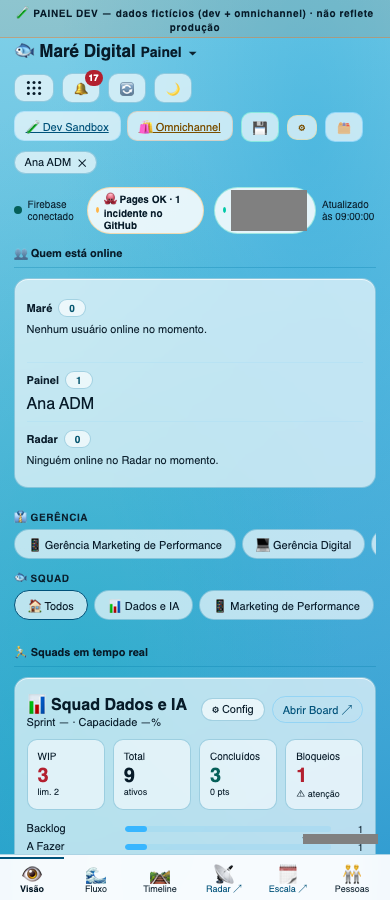 PAINEL DEV — dados fictícios (dev + omnichannel) · não reflete
produção
Maré Digital Painel
17
Dev Sandbox
Omnichannel
Ana ADM ×
Firebase
conectado
Pages OK · 1
incidente no
GitHub
Atualizado
às 09:00:00
Quem está online
Maré 0
Nenhum usuário online no momento.
Painel 1
Ana ADM
Radar 0
Ninguém online no Radar no momento.
GERÊNCIA
Gerência Marketing de Performance
Gerência Digital
SQUAD
Todos
Dados e IA
Marketing de Performance
Squads em tempo real
Squad Dados e IA
Sprint — · Capacidade —%
Config
Abrir Board ↗
WIP
3
lim. 2
Total
9
ativos
Concluídos
3
0 pts
Bloqueios
1
⚠ atenção
Backlog 1
A Fazer 1
Visão
Fluxo
Timeline
Radar ↗
Escala ↗
Pessoas